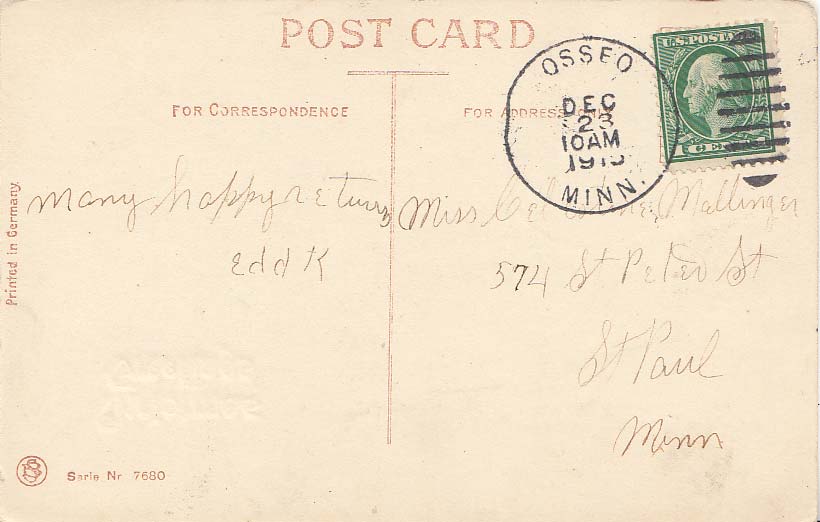 POST CARD
FOR CORRESPONDENCE
FOR ADDRESS ONLY
OSSEO
DEC
23
10AM
MINN.
U.S. POSTAGE
Many happy returns
Edd K
Miss Mallinger
574 St Peter St
St Paul
Minn
Printed in Germany.
Serie Nr 7680